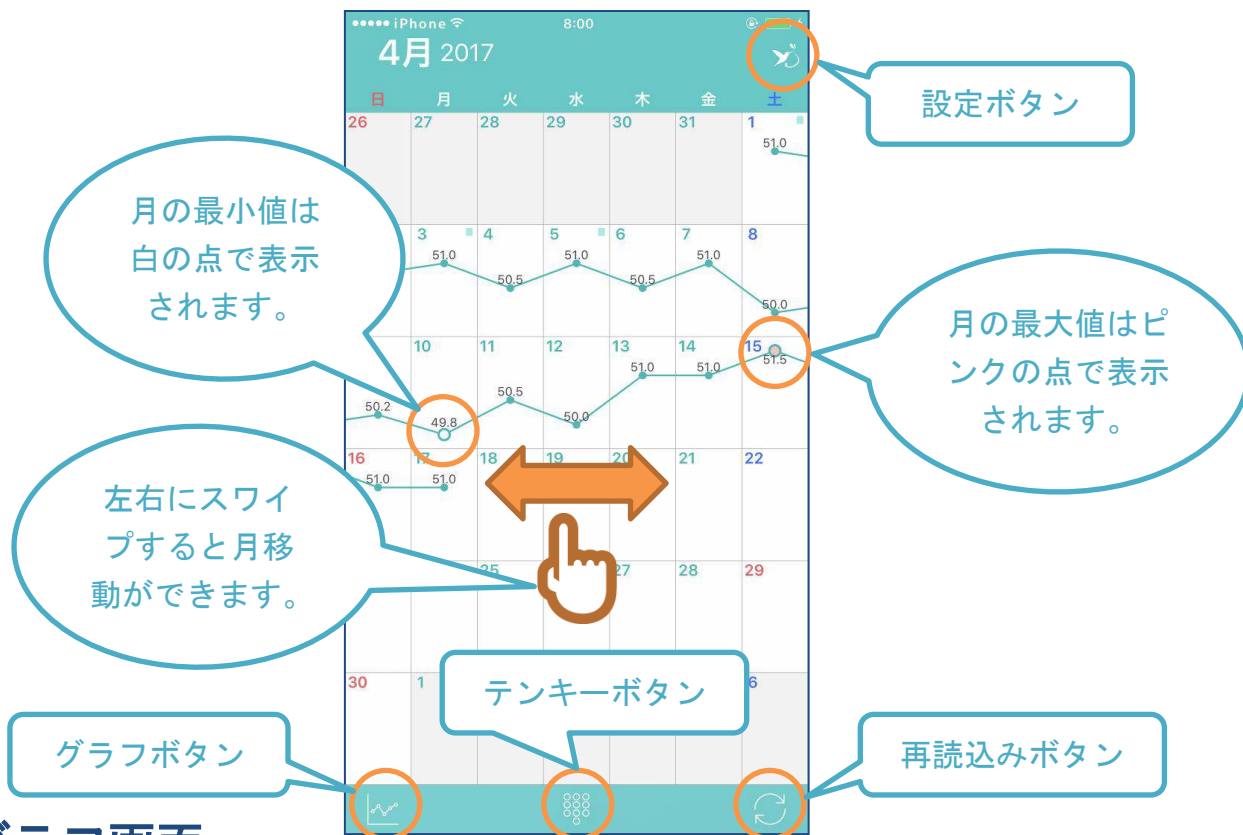 iPhone 8:00
4月 2017
日 月 火 水 木 金 土
26 27 28 29 30 31 1
51.0
3 4 5 6 7 8
51.0 50.5 51.0 50.5 51.0 50.0
10 11 12 13 14 15
50.2 49.8 50.5 50.0 51.0 51.0 51.5
16 17 18 19 20 21 22
51.0 51.0
25 27 28 29
30 1 6
設定ボタン
月の最小値は
白の点で表示
されます。
月の最大値はピ
ンクの点で表示
されます。
左右にスワイ
プすると月移
動ができます。
テンキーボタン
グラフボタン
再読込みボタン